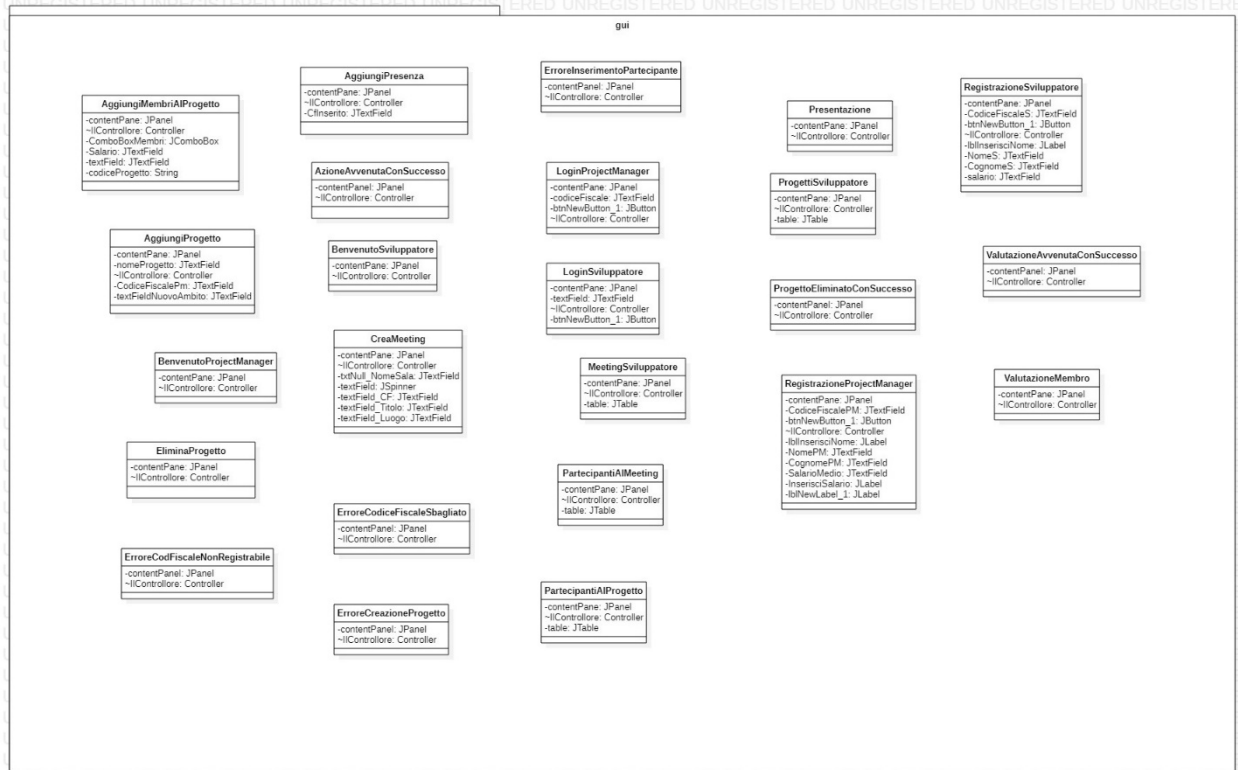 UNREGISTERED UNREGISTERED UNREGISTERED UNREGISTERED UNREGISTERED UNREGISTERED UNREGISTERED
gui
AggiungiMembriAlProgetto
-contentPane: JPanel
~IlControllore: Controller
-ComboBoxMembri: JComboBox
-Salario: JTextField
-textField: JTextField
-codiceProgetto: String
AggiungiProgetto
-contentPane: JPanel
-nomeProgetto: JTextField
~IlControllore: Controller
-CodiceFiscalePm: JTextField
-textFieldNuovoAmbito: JTextField
BenvenutoProjectManager
-contentPane: JPanel
~IlControllore: Controller
EliminaProgetto
-contentPane: JPanel
~IlControllore: Controller
ErroreCodFiscaleNonRegistrabile
-contentPanel: JPanel
~IlControllore: Controller
AggiungiPresenza
-contentPane: JPanel
~IlControllore: Controller
-CfInserito: JTextField
AzioneAvvenutaConSuccesso
-contentPanel: JPanel
~IlControllore: Controller
BenvenutoSviluppatore
-contentPane: JPanel
~IlControllore: Controller
CreaMeeting
-contentPane: JPanel
~IlControllore: Controller
-txtNull_NomeSala: JTextField
-textField: JSpinner
-textField_CF: JTextField
-textField_Titolo: JTextField
-textField_Luogo: JTextField
ErroreCodiceFiscaleSbagliato
-contentPanel: JPanel
~IlControllore: Controller
ErroreCreazioneProgetto
-contentPanel: JPanel
~IlControllore: Controller
ErroreInserimentoPartecipante
-contentPanel: JPanel
~IlControllore: Controller
LoginProjectManager
-contentPane: JPanel
-codiceFiscale: JTextField
-btnNewButton_1: JButton
~IlControllore: Controller
LoginSviluppatore
-contentPane: JPanel
-textField: JTextField
~IlControllore: Controller
-btnNewButton_1: JButton
MeetingSviluppatore
-contentPane: JPanel
~IlControllore: Controller
-table: JTable
PartecipantiAlMeeting
-contentPane: JPanel
~IlControllore: Controller
-table: JTable
PartecipantiAlProgetto
-contentPane: JPanel
~IlControllore: Controller
-table: JTable
Presentazione
-contentPane: JPanel
~IlControllore: Controller
ProgettiSviluppatore
-contentPane: JPanel
~IlControllore: Controller
-table: JTable
ProgettoEliminatoConSuccesso
-contentPanel: JPanel
~IlControllore: Controller
RegistrazioneProjectManager
-contentPane: JPanel
-CodiceFiscalePM: JTextField
-btnNewButton_1: JButton
~IlControllore: Controller
-lblInserisciNome: JLabel
-NomePM: JTextField
-CognomePM: JTextField
-SalarioMedio: JTextField
-InserisciSalario: JLabel
-lblNewLabel_1: JLabel
RegistrazioneSviluppatore
-contentPane: JPanel
-CodiceFiscaleS: JTextField
-btnNewButton_1: JButton
~IlControllore: Controller
-lblInserisciNome: JLabel
-NomeS: JTextField
-CognomeS: JTextField
-salario: JTextField
ValutazioneAvvenutaConSuccesso
-contentPanel: JPanel
~IlControllore: Controller
ValutazioneMembro
-contentPane: JPanel
~IlControllore: Controller